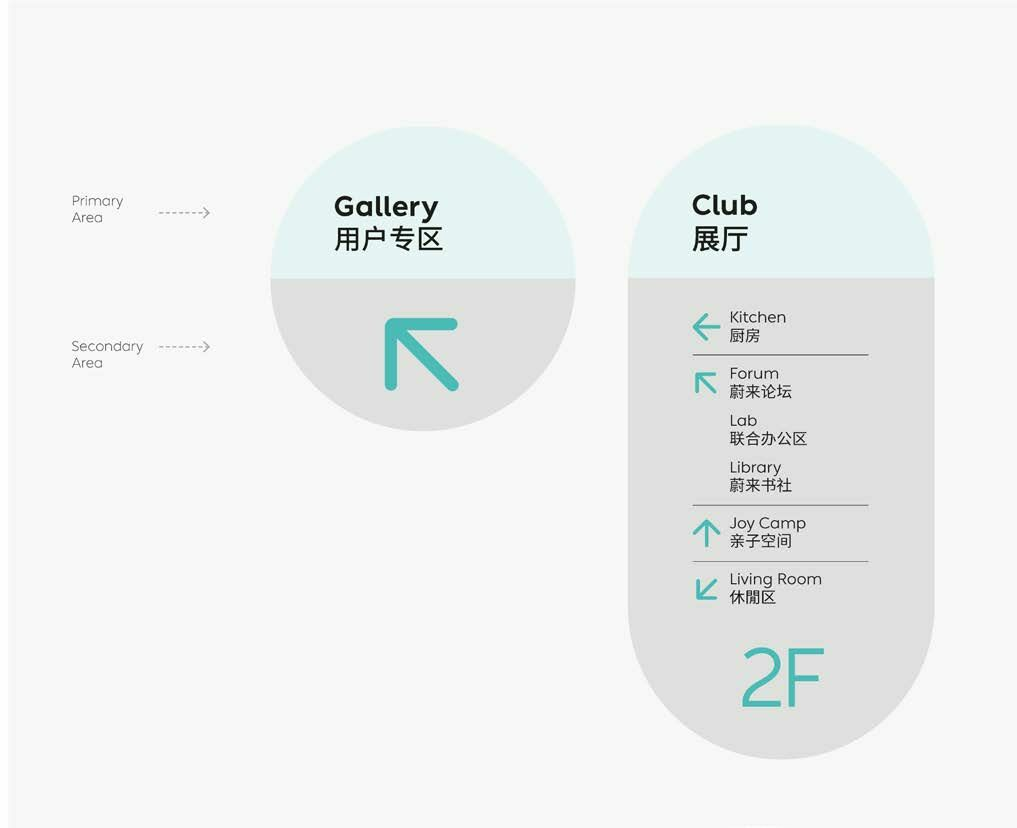 Primary
Area
Secondary
Area
Gallery
用户专区
Club
展厅
Kitchen
厨房
Forum
蔚来论坛
Lab
联合办公区
Library
蔚来书社
Joy Camp
亲子空间
Living Room
休閒区
2F